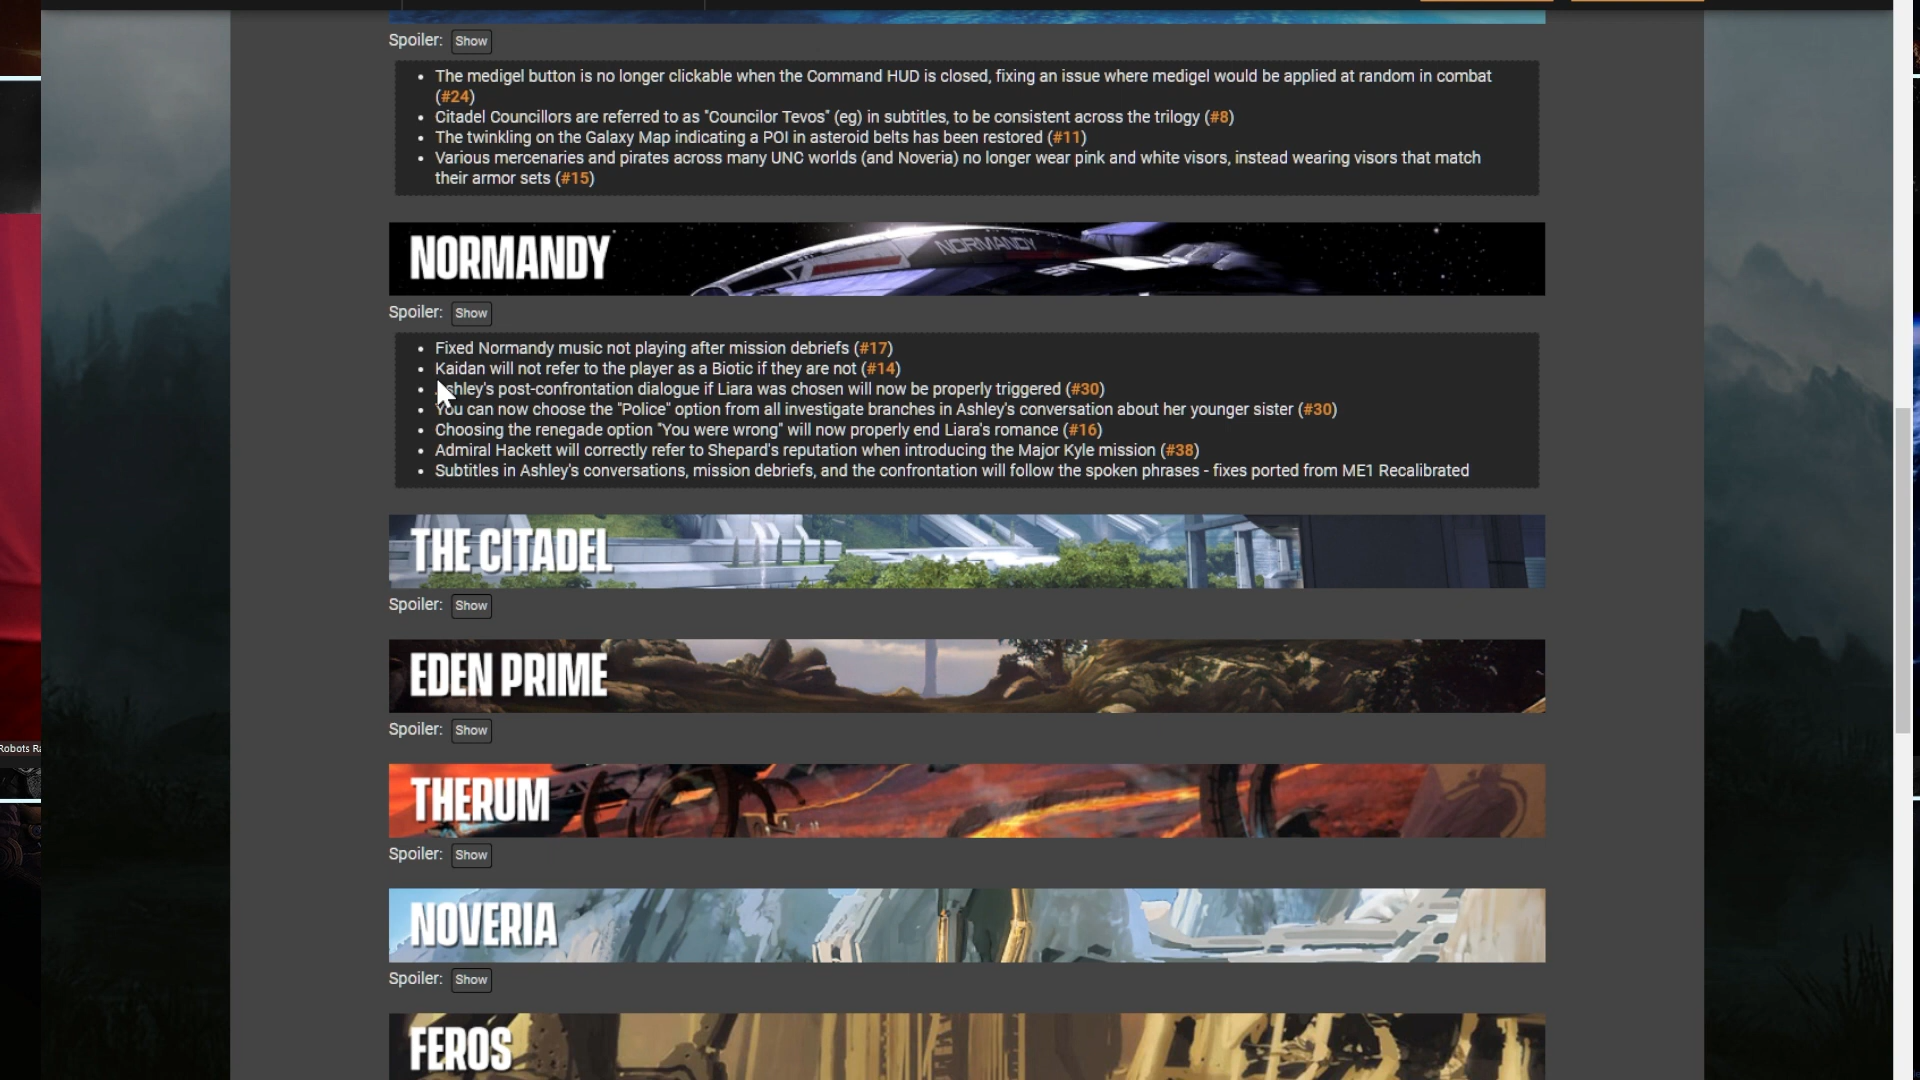 Spoiler: Show
The medigel button is no longer clickable when the Command HUD is closed, fixing an issue where medigel would be applied at random in combat
(#24)
Citadel Councillors are referred to as "Councilor Tevos" (eg) in subtitles, to be consistent across the trilogy (#8)
The twinkling on the Galaxy Map indicating a POI in asteroid belts has been restored (#11)
Various mercenaries and pirates across many UNC worlds (and Noveria) no longer wear pink and white visors, instead wearing visors that match
their armor sets (#15)
NORMANDY
NORMANDY
Spoiler: Show
Fixed Normandy music not playing after mission debriefs (#17)
Kaidan will not refer to the player as a Biotic if they are not (#14)
Ashley's post-confrontation dialogue if Liara was chosen will now be properly triggered (#30)
You can now choose the "Police" option from all investigate branches in Ashley's conversation about her younger sister (#30)
Choosing the renegade option "You were wrong" will now properly end Liara's romance (#16)
Admiral Hackett will correctly refer to Shepard's reputation when introducing the Major Kyle mission (#38)
Subtitles in Ashley's conversations, mission debriefs, and the confrontation will follow the spoken phrases - fixes ported from ME1 Recalibrated
THE CITADEL
Spoiler: Show
EDEN PRIME
Spoiler: Show
Robots Ra
THERUM
Spoiler: Show
NOVERIA
Spoiler: Show
FEROS